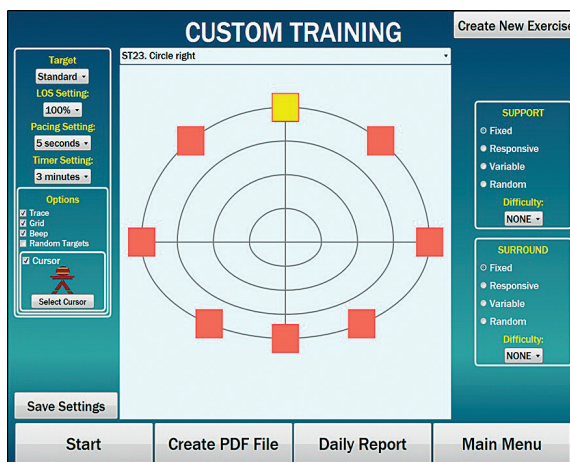 CUSTOM TRAINING
Create New Exercise
Target
Standard
LOS Setting:
100%
Pacing Setting:
5 seconds
Timer Setting:
3 minutes
Options
Trace
Grid
Beep
Random Targets
Cursor
Select Cursor
Save Settings
ST23. Circle right
SUPPORT
Fixed
Responsive
Variable
Random
Difficulty:
NONE
SURROUND
Fixed
Responsive
Variable
Random
Difficulty:
NONE
Start
Create PDF File
Daily Report
Main Menu